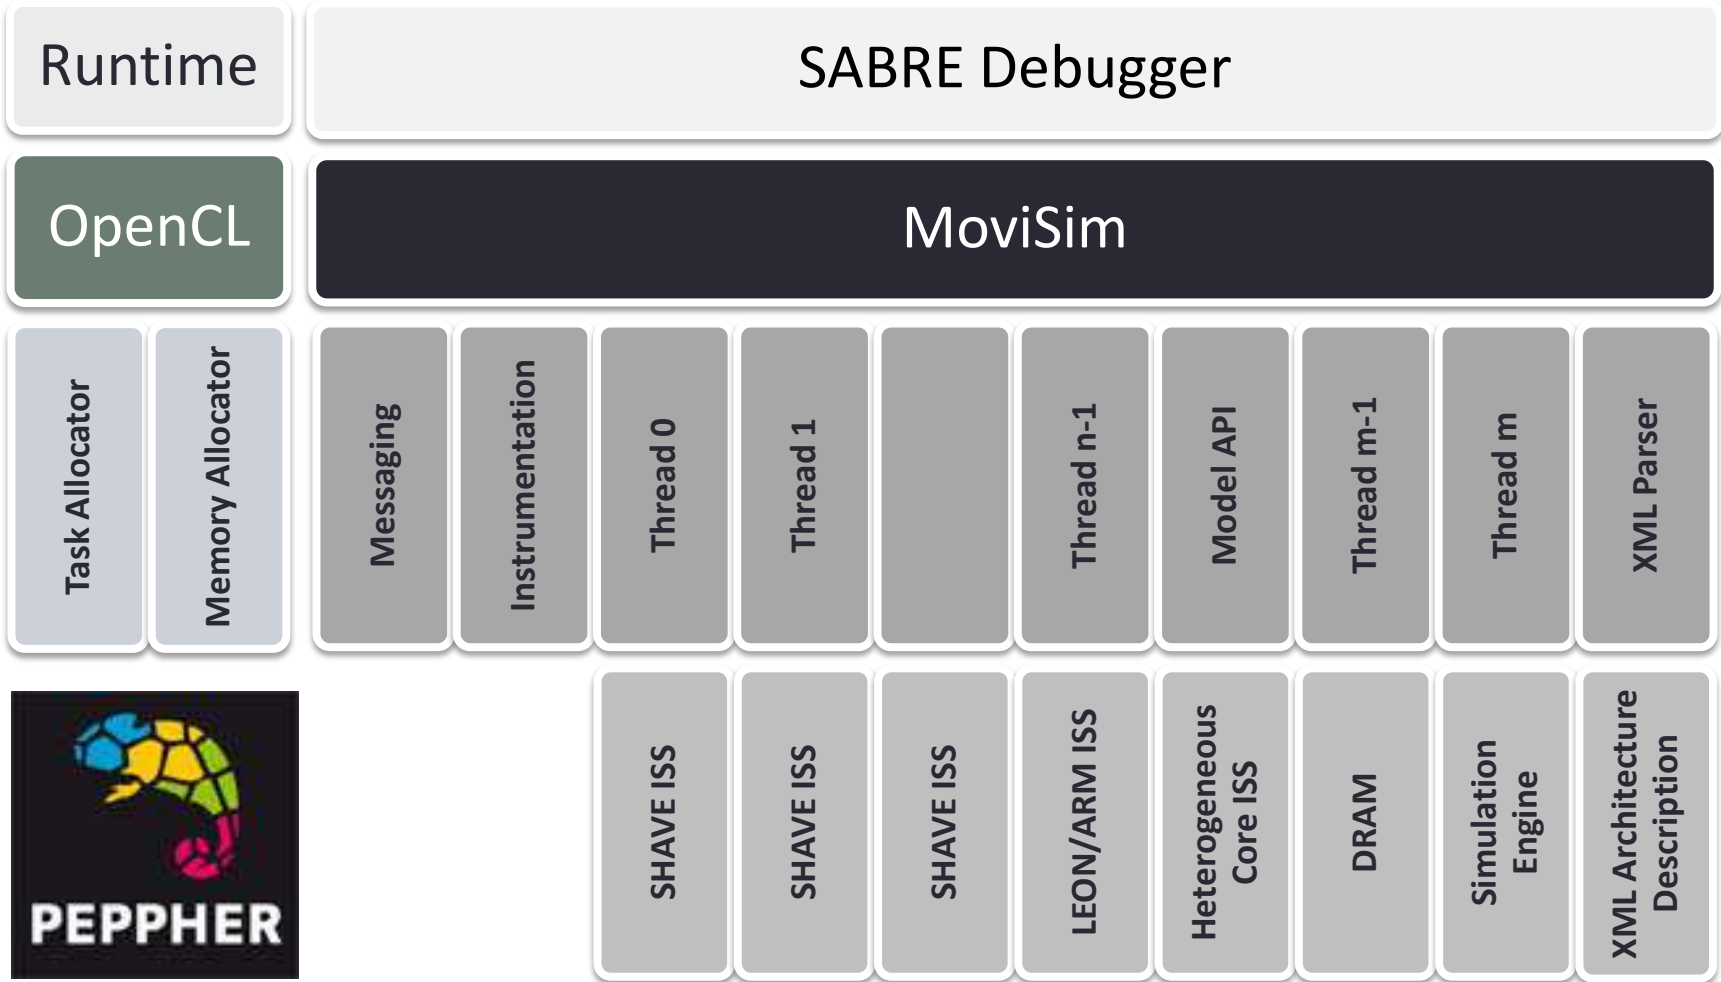 Runtime
SABRE Debugger
OpenCL
MoviSim
Task Allocator
Memory Allocator
Messaging
Instrumentation
Thread 0
Thread 1
Thread n-1
Model API
Thread m-1
Thread m
XML Parser
SHAVE ISS
SHAVE ISS
SHAVE ISS
LEON/ARM ISS
Heterogeneous
Core ISS
DRAM
Simulation
Engine
XML Architecture
Description
PEPPHER